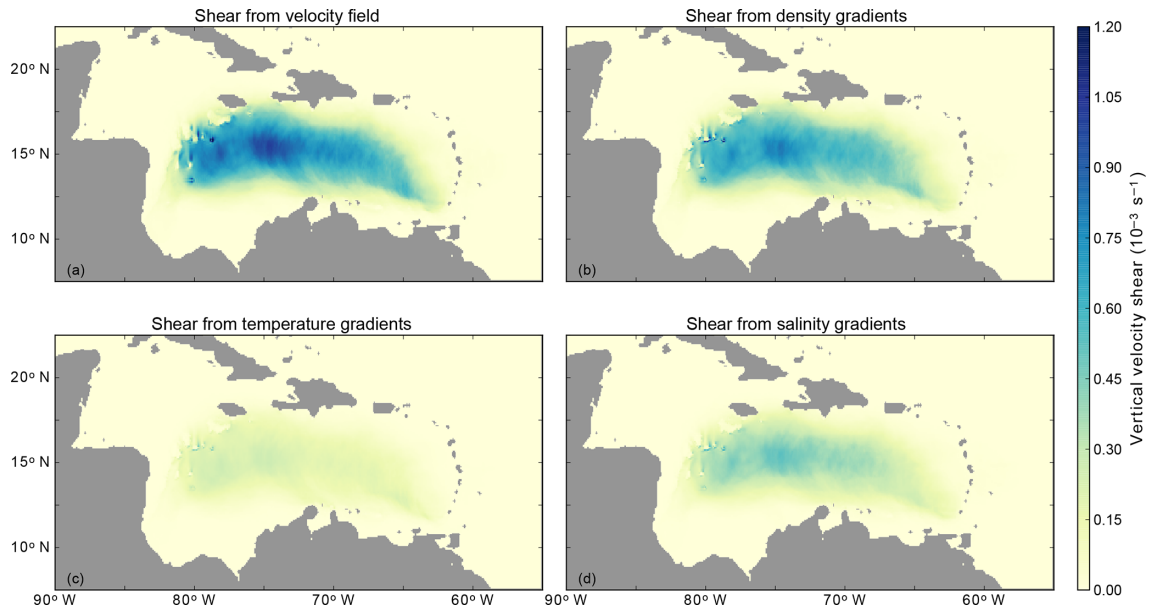 Shear from velocity field
Shear from density gradients
20° N
15° N
10° N
(a)
(b)
Shear from temperature gradients
Shear from salinity gradients
20° N
15° N
10° N
(c)
(d)
90° W
80° W
70° W
60° W
90° W
80° W
70° W
60° W
1.20
1.05
0.90
0.75
0.60
0.45
0.30
0.15
0.00
Vertical velocity shear (10⁻³ s⁻¹)